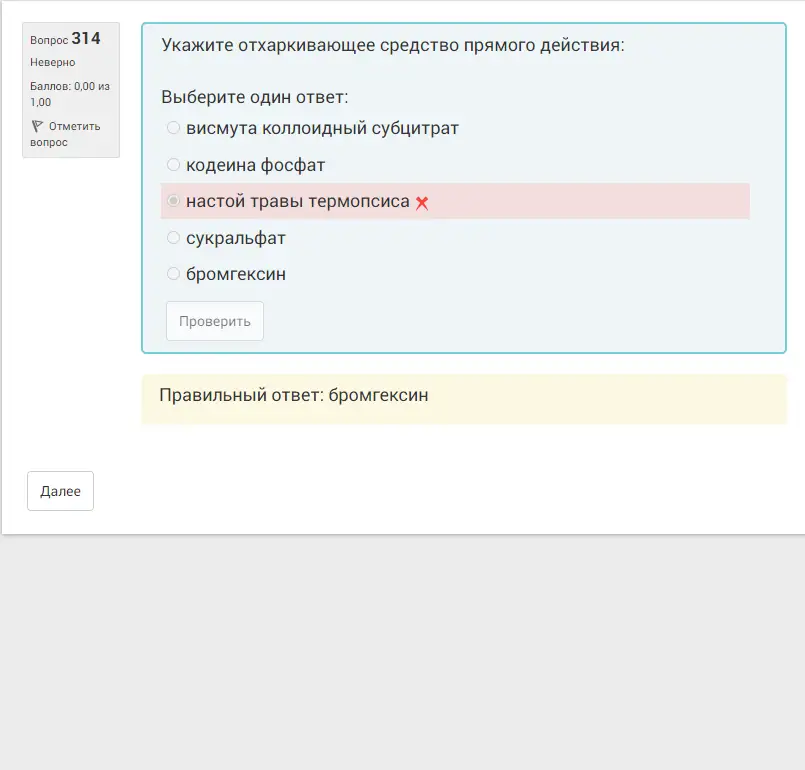 Вопрос 314
Неверно
Баллов: 0,00 из
1,00
Отметить
вопрос
Укажите отхаркивающее средство прямого действия:
Выберите один ответ:
висмута коллоидный субцитрат
кодеина фосфат
настой травы термопсиса
сукральфат
бромгексин
Проверить
Правильный ответ: бромгексин
Далее